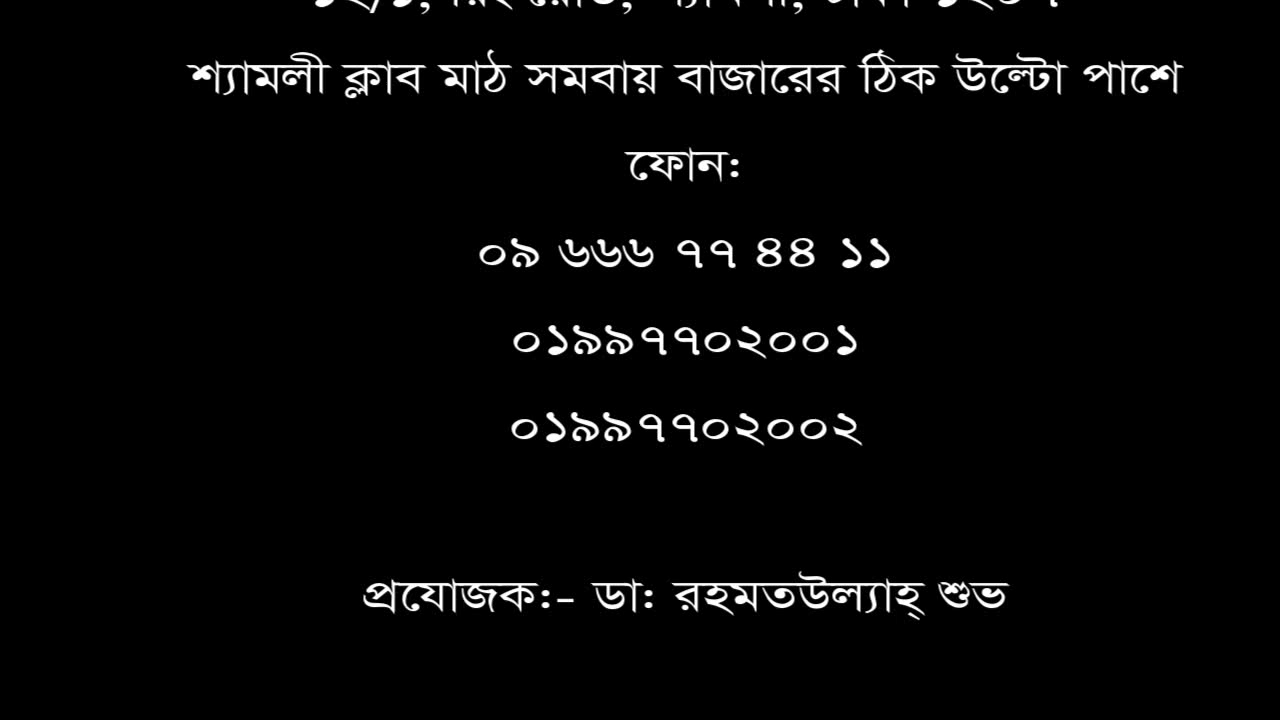 শ্যামলী ক্লাব মাঠ সমবায় বাজারের ঠিক উল্টো পাশে
ফোন:
০৯ ৬৬৬ ৭৭ ৪৪ ১১
০১৯৯৭৭০২০০১
০১৯৯৭৭০২০০২
প্রযোজক:- ডা: রহমতউল্যাহ্ শুভ